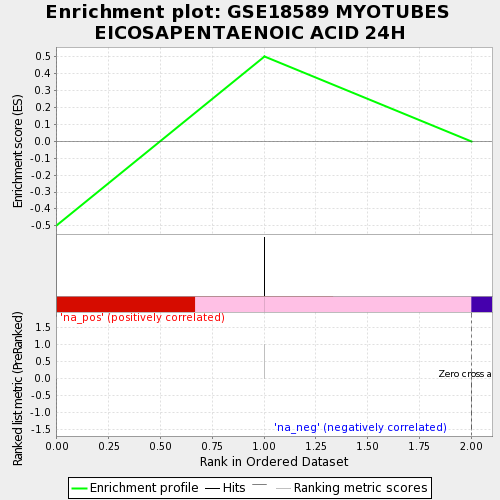 Enrichment plot: GSE18589 MYOTUBES
EICOSAPENTAENOIC ACID 24H
Enrichment score (ES)
0.5
0.4
0.3
0.2
0.1
0.0
-0.1
-0.2
-0.3
-0.4
-0.5
'na_pos' (positively correlated)
Ranked list metric (PreRanked)
1.5
1.0
0.5
0.0
-0.5
-1.0
-1.5
Zero cross a
'na_neg' (negatively correlated)
0.00 0.25 0.50 0.75 1.00 1.25 1.50 1.75 2.00
Rank in Ordered Dataset
Enrichment profile Hits Ranking metric scores